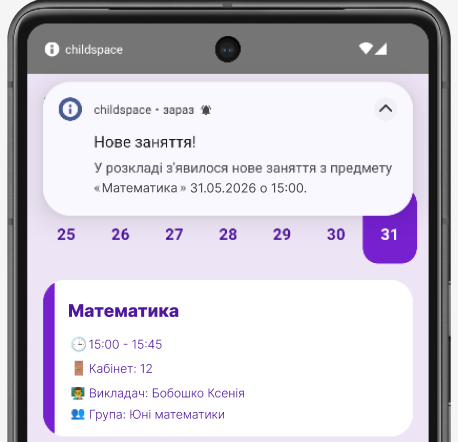 childspace
childspace • зараз
Нове заняття!
У розкладі з'явилося нове заняття з предмету
«Математика» 31.05.2026 о 15:00.
25 26 27 28 29 30 31
Математика
15:00 - 15:45
Кабінет: 12
Викладач: Бобошко Ксенія
Група: Юні математики